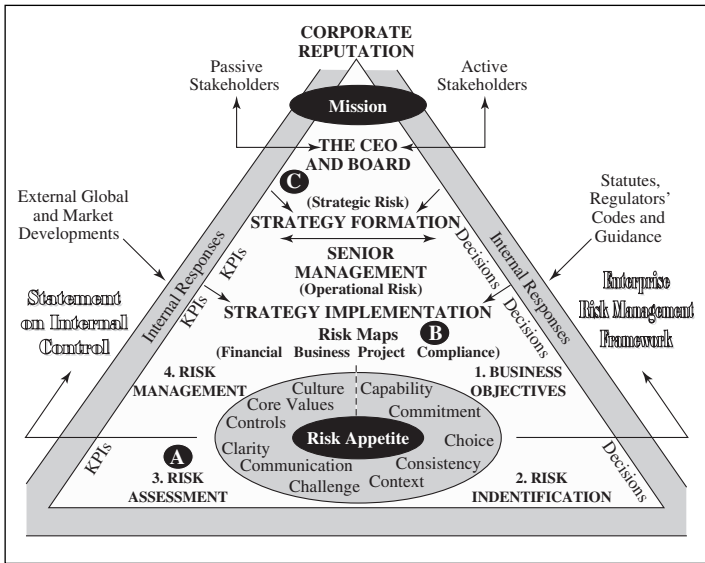 CORPORATE
REPUTATION
Passive
Stakeholders
Active
Stakeholders
Mission
THE CEO
AND BOARD
C
External Global
and Market
Developments
Statutes,
Regulators'
Codes and
Guidance
(Strategic Risk)
STRATEGY FORMATION
Internal Responses
KPIs
Decisions
Internal Responses
SENIOR
MANAGEMENT
(Operational Risk)
KPIs
Decisions
STRATEGY IMPLEMENTATION
Statement
on Internal
Control
Enterprise
Risk Management
Framework
Risk Maps
B
(Financial Business Project Compliance)
4. RISK
MANAGEMENT
1. BUSINESS
OBJECTIVES
Culture
Capability
Core Values
Commitment
Controls
Risk Appetite
Choice
Clarity
Consistency
Communication
Context
Challenge
KPIs
A
3. RISK
ASSESSMENT
2. RISK
INDENTIFICATION
Decisions